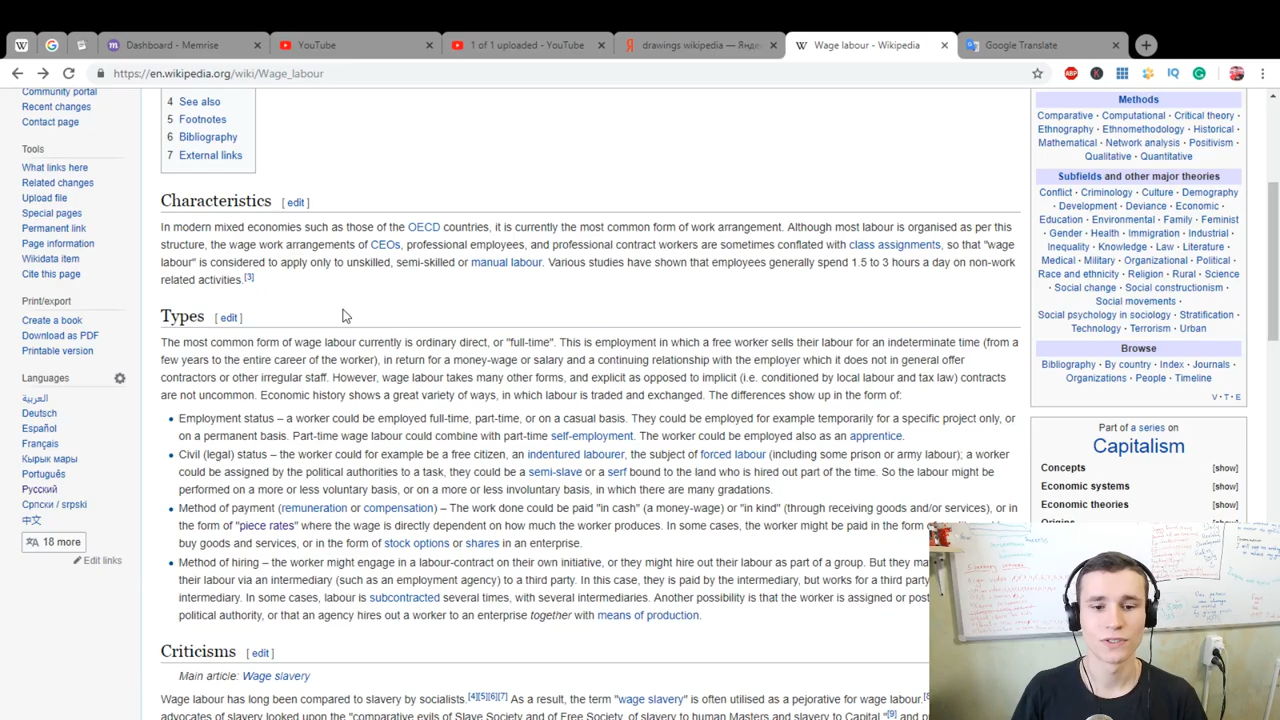 Dashboard - Memrise
YouTube
1 of 1 uploaded - YouTube
drawings wikipedia — Яндек
Wage labour - Wikipedia
Google Translate
https://en.wikipedia.org/wiki/Wage_labour
Community portal
Recent changes
Contact page
Tools
What links here
Related changes
Upload file
Special pages
Permanent link
Page information
Wikidata item
Cite this page
Print/export
Create a book
Download as PDF
Printable version
Languages
العربية
Deutsch
Español
Français
Кырык мары
Português
Русский
Српски / srpski
中文
18 more
Edit links
4 See also
5 Footnotes
6 Bibliography
7 External links
Characteristics [ edit ]
In modern mixed economies such as those of the OECD countries, it is currently the most common form of work arrangement. Although most labour is organised as per this
structure, the wage work arrangements of CEOs, professional employees, and professional contract workers are sometimes conflated with class assignments, so that "wage
labour" is considered to apply only to unskilled, semi-skilled or manual labour. Various studies have shown that employees generally spend 1.5 to 3 hours a day on non-work
related activities.[3]
Types [ edit ]
The most common form of wage labour currently is ordinary direct, or "full-time". This is employment in which a free worker sells their labour for an indeterminate time (from a
few years to the entire career of the worker), in return for a money-wage or salary and a continuing relationship with the employer which it does not in general offer
contractors or other irregular staff. However, wage labour takes many other forms, and explicit as opposed to implicit (i.e. conditioned by local labour and tax law) contracts
are not uncommon. Economic history shows a great variety of ways, in which labour is traded and exchanged. The differences show up in the form of:
• Employment status – a worker could be employed full-time, part-time, or on a casual basis. They could be employed for example temporarily for a specific project only, or
on a permanent basis. Part-time wage labour could combine with part-time self-employment. The worker could be employed also as an apprentice.
• Civil (legal) status – the worker could for example be a free citizen, an indentured labourer, the subject of forced labour (including some prison or army labour); a worker
could be assigned by the political authorities to a task, they could be a semi-slave or a serf bound to the land who is hired out part of the time. So the labour might be
performed on a more or less voluntary basis, or on a more or less involuntary basis, in which there are many gradations.
• Method of payment (remuneration or compensation) – The work done could be paid "in cash" (a money-wage) or "in kind" (through receiving goods and/or services), or in
the form of "piece rates" where the wage is directly dependent on how much the worker produces. In some cases, the worker might be paid in the form of
buy goods and services, or in the form of stock options or shares in an enterprise.
• Method of hiring – the worker might engage in a labour-contract on their own initiative, or they might hire out their labour as part of a group. But they ma
their labour via an intermediary (such as an employment agency) to a third party. In this case, they is paid by the intermediary, but works for a third party
intermediary. In some cases, labour is subcontracted several times, with several intermediaries. Another possibility is that the worker is assigned or post
political authority, or that an agency hires out a worker to an enterprise together with means of production.
Criticisms [ edit ]
Main article: Wage slavery
Wage labour has long been compared to slavery by socialists.[4][5][6][7] As a result, the term "wage slavery" is often utilised as a pejorative for wage labour.
advocates of slavery looked upon the "comparative evils of Slave Society and of Free Society, of slavery to human Masters and slavery to Capital,"[9]
Methods
Comparative · Computational · Critical theory ·
Ethnography · Ethnomethodology · Historical ·
Mathematical · Network analysis · Positivism ·
Qualitative · Quantitative
Subfields and other major theories
Conflict · Criminology · Culture · Demography
· Development · Deviance · Economic ·
Education · Environmental · Family · Feminist
· Gender · Health · Immigration · Industrial ·
Inequality · Knowledge · Law · Literature ·
Medical · Military · Organizational · Political ·
Race and ethnicity · Religion · Rural · Science
· Social change · Social constructionism ·
Social movements ·
Social psychology in sociology · Stratification ·
Technology · Terrorism · Urban
Browse
Bibliography · By country · Index · Journals ·
Organizations · People · Timeline
V · T · E
Part of a series on
Capitalism
Concepts [show]
Economic systems [show]
Economic theories [show]